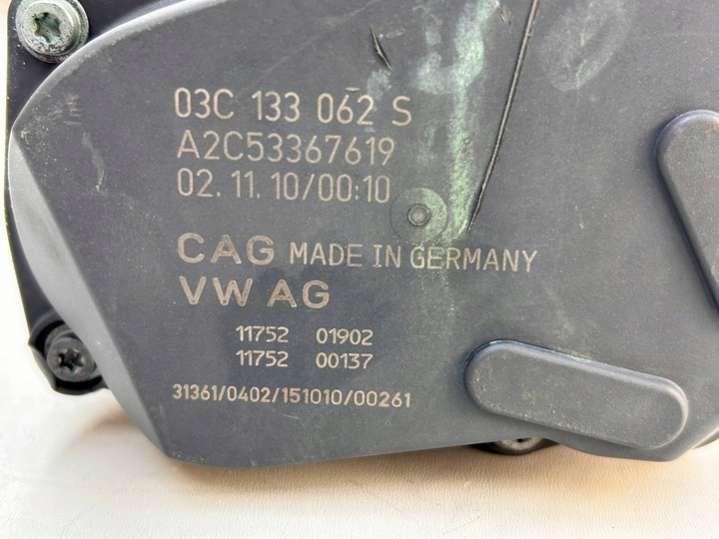 03C 133 062 S
A2C53367619
02.11.10/00:10
CAG MADE IN GERMANY
VW AG
11752 01902
11752 00137
31361/0402/151010/00261